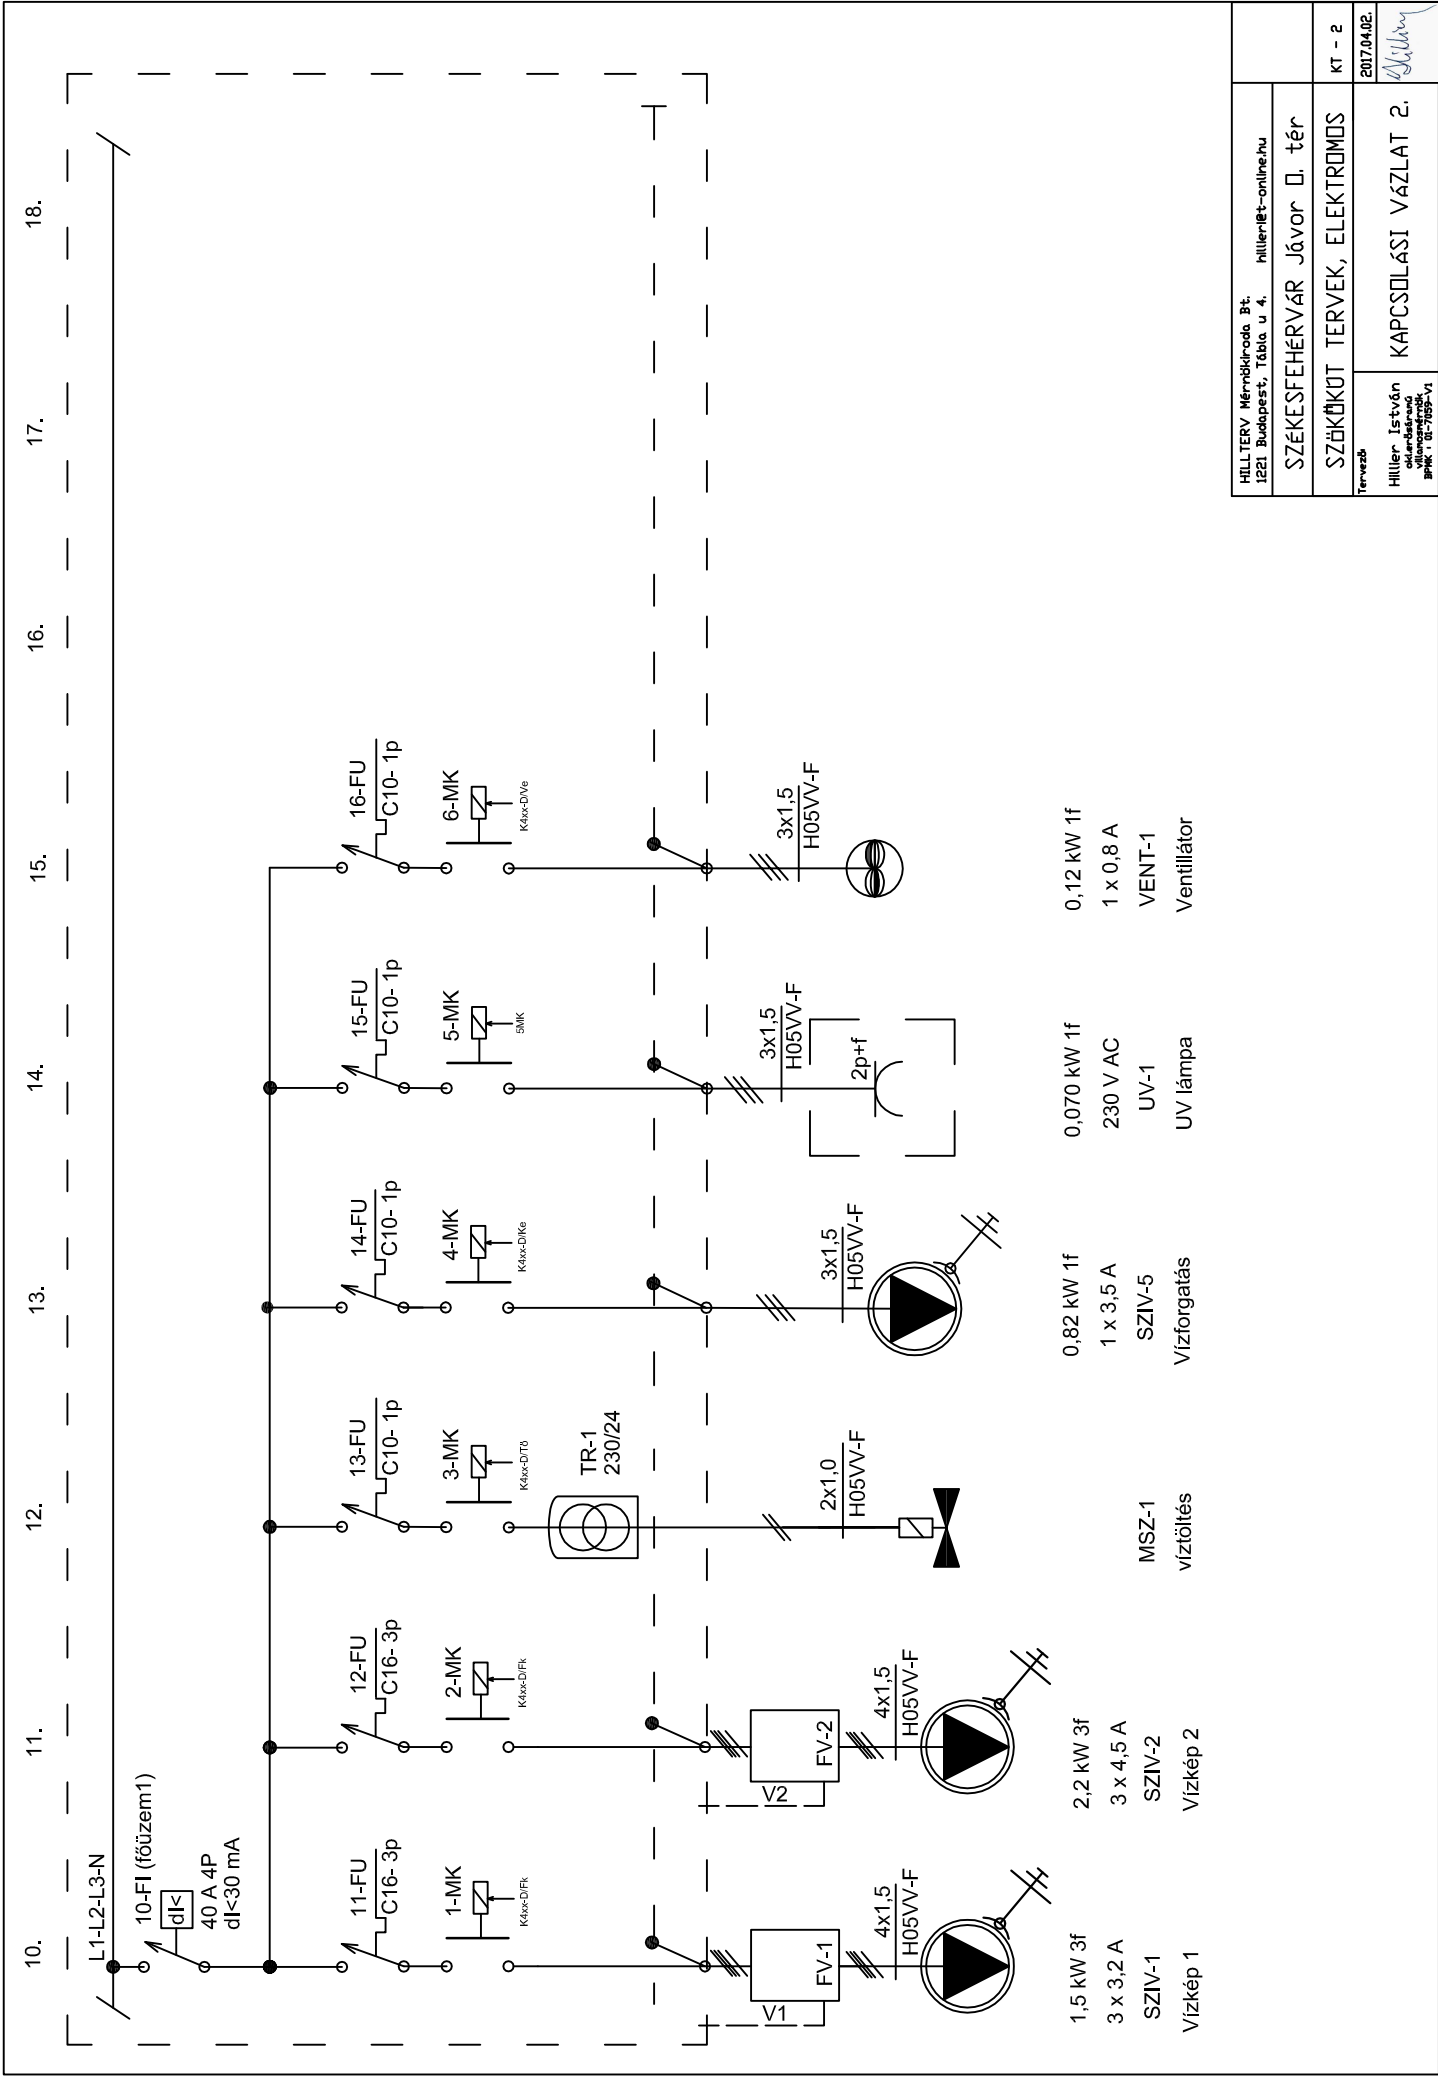 10.
11.
12.
13.
14.
15.
16.
17.
18.
L1-L2-L3-N
10-FI (főüzem1)
dI<
40 A 4P
dI<30 mA
11-FU
C16- 3p
1-MK
K4xx-D/Fk
V1
FV-1
4x1,5
H05VV-F
1,5 kW 3f
3 x 3,2 A
SZIV-1
Vízkép 1
12-FU
C16- 3p
2-MK
K4xx-D/Fk
V2
FV-2
4x1,5
H05VV-F
2,2 kW 3f
3 x 4,5 A
SZIV-2
Vízkép 2
13-FU
C10- 1p
3-MK
K4xx-D/Tö
TR-1
230/24
2x1,0
H05VV-F
MSZ-1
víztöltés
14-FU
C10- 1p
4-MK
K4xx-D/Ke
3x1,5
H05VV-F
0,82 kW 1f
1 x 3,5 A
SZIV-5
Vízforgatás
15-FU
C10- 1p
5-MK
5MK
3x1,5
H05VV-F
2p+f
0,070 kW 1f
230 V AC
UV-1
UV lámpa
16-FU
C10- 1p
6-MK
K4xx-D/Ve
3x1,5
H05VV-F
0,12 kW 1f
1 x 0,8 A
VENT-1
Ventillátor
HILLTERV Mérnökiroda Bt.
1221 Budapest, Tábla u 4. hillier@t-online.hu
SZÉKESFEHÉRVÁR Jávor O. tér
SZÖKŐKÚT TERVEK, ELEKTROMOS
KT - 2
Tervező:
Hillier István
okl.erősáramú
villamosmérnök
BPMK : 01-7059-V1
KAPCSOLÁSI VÁZLAT 2.
2017.04.02.
Hillier